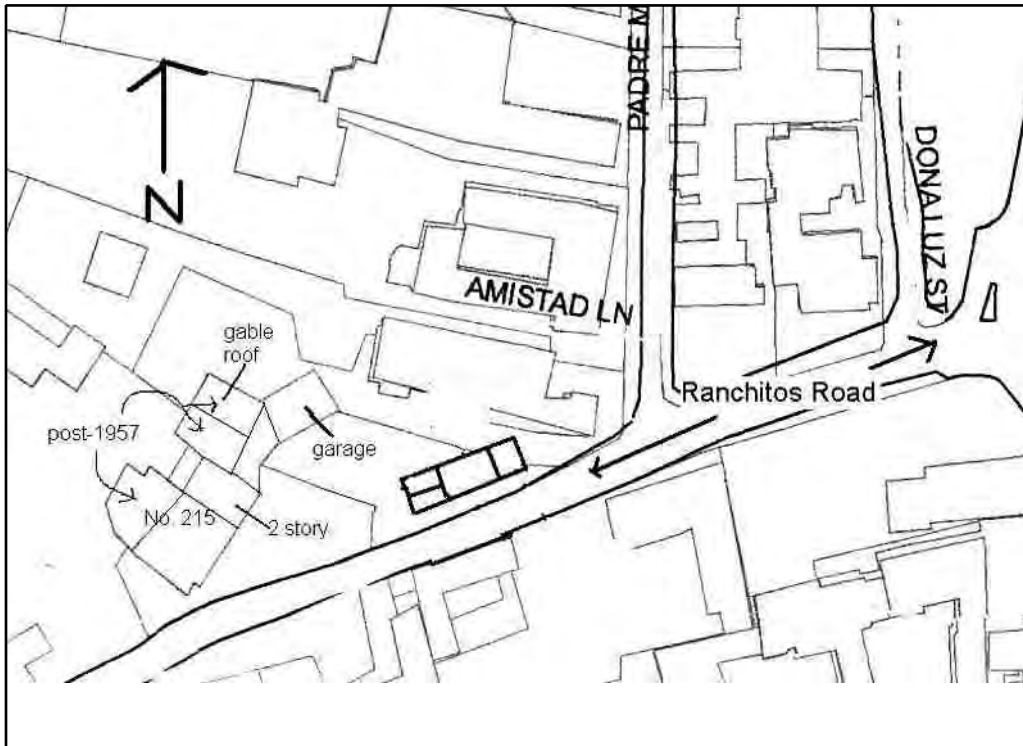 PADRE M
DONA LUZ ST
N
AMISTAD LN
gable
roof
Ranchitos Road
post-1957
garage
No. 215
2 story